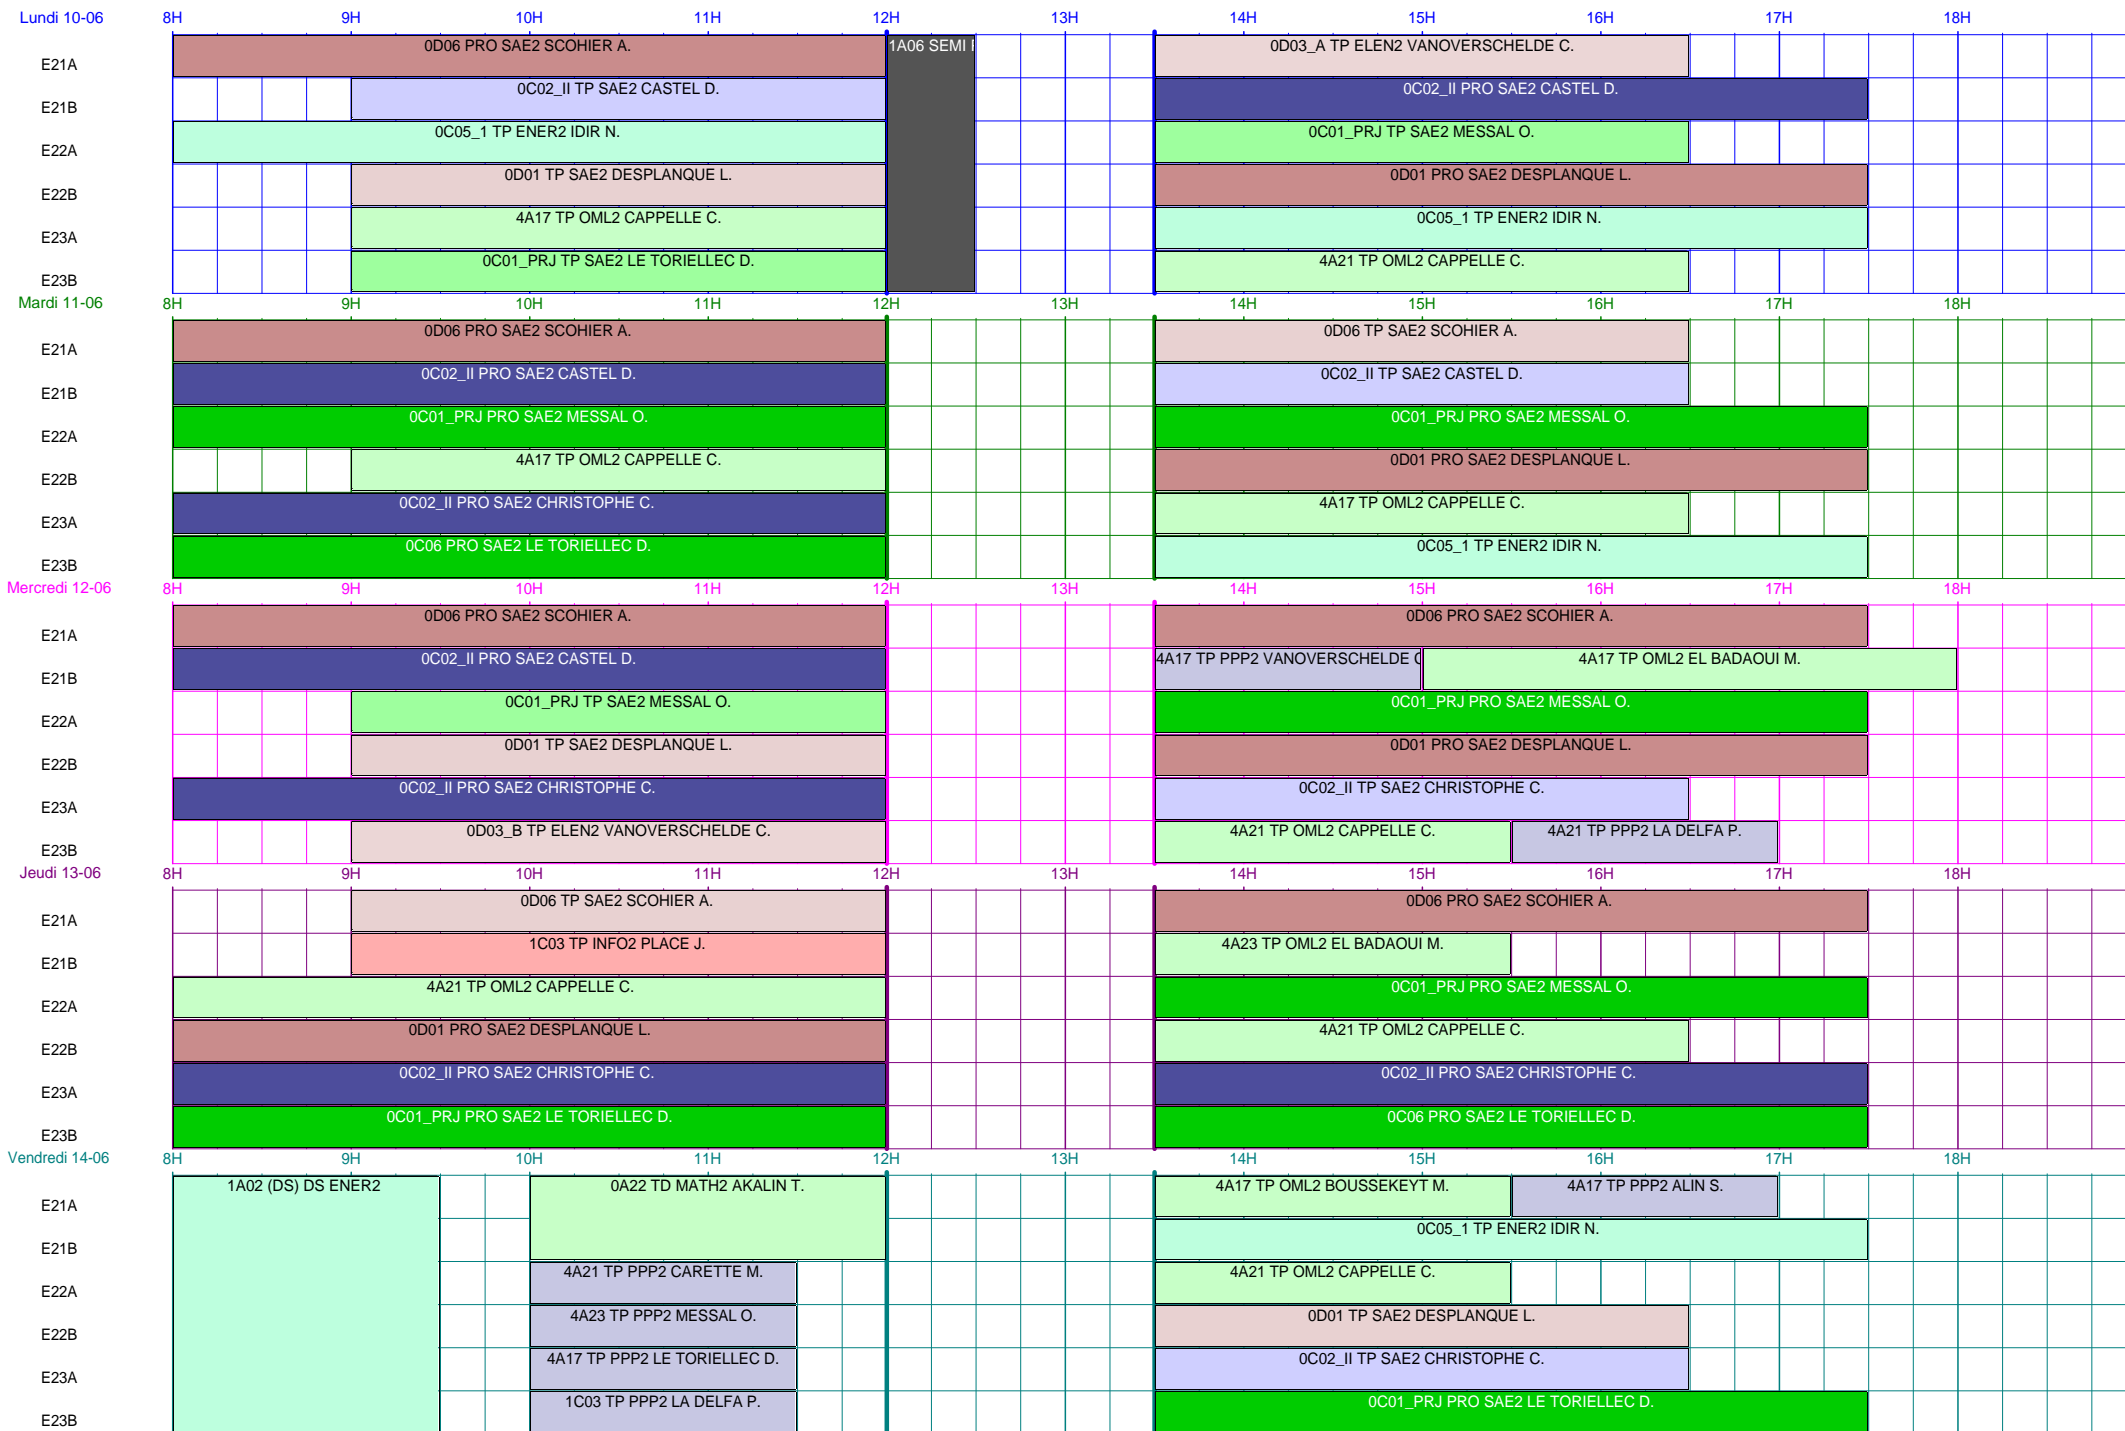 Lundi 10-06 8H 9H 10H 11H 12H 13H 14H 15H 16H 17H 18H
E21A 0D06 PRO SAE2 SCOHIER A. 1A06 SEMI 0D03_A TP ELEN2 VANOVERSCHELDE C.
E21B 0C02_II TP SAE2 CASTEL D. 0C02_II PRO SAE2 CASTEL D.
E22A 0C05_1 TP ENER2 IDIR N. 0C01_PRJ TP SAE2 MESSAL O.
E22B 0D01 TP SAE2 DESPLANQUE L. 0D01 PRO SAE2 DESPLANQUE L.
E23A 4A17 TP OML2 CAPPELLE C. 0C05_1 TP ENER2 IDIR N.
E23B 0C01_PRJ TP SAE2 LE TORIELLEC D. 4A21 TP OML2 CAPPELLE C.
Mardi 11-06 8H 9H 10H 11H 12H 13H 14H 15H 16H 17H 18H
E21A 0D06 PRO SAE2 SCOHIER A. 0D06 TP SAE2 SCOHIER A.
E21B 0C02_II PRO SAE2 CASTEL D. 0C02_II TP SAE2 CASTEL D.
E22A 0C01_PRJ PRO SAE2 MESSAL O. 0C01_PRJ PRO SAE2 MESSAL O.
E22B 4A17 TP OML2 CAPPELLE C. 0D01 PRO SAE2 DESPLANQUE L.
E23A 0C02_II PRO SAE2 CHRISTOPHE C. 4A17 TP OML2 CAPPELLE C.
E23B 0C06 PRO SAE2 LE TORIELLEC D. 0C05_1 TP ENER2 IDIR N.
Mercredi 12-06 8H 9H 10H 11H 12H 13H 14H 15H 16H 17H 18H
E21A 0D06 PRO SAE2 SCOHIER A. 0D06 PRO SAE2 SCOHIER A.
E21B 0C02_II PRO SAE2 CASTEL D. 4A17 TP PPP2 VANOVERSCHELDE 4A17 TP OML2 EL BADAOUI M.
E22A 0C01_PRJ TP SAE2 MESSAL O. 0C01_PRJ PRO SAE2 MESSAL O.
E22B 0D01 TP SAE2 DESPLANQUE L. 0D01 PRO SAE2 DESPLANQUE L.
E23A 0C02_II PRO SAE2 CHRISTOPHE C. 0C02_II TP SAE2 CHRISTOPHE C.
E23B 0D03_B TP ELEN2 VANOVERSCHELDE C. 4A21 TP OML2 CAPPELLE C. 4A21 TP PPP2 LA DELFA P.
Jeudi 13-06 8H 9H 10H 11H 12H 13H 14H 15H 16H 17H 18H
E21A 0D06 TP SAE2 SCOHIER A. 0D06 PRO SAE2 SCOHIER A.
E21B 1C03 TP INFO2 PLACE J. 4A23 TP OML2 EL BADAOUI M.
E22A 4A21 TP OML2 CAPPELLE C. 0C01_PRJ PRO SAE2 MESSAL O.
E22B 0D01 PRO SAE2 DESPLANQUE L. 4A21 TP OML2 CAPPELLE C.
E23A 0C02_II PRO SAE2 CHRISTOPHE C. 0C02_II PRO SAE2 CHRISTOPHE C.
E23B 0C01_PRJ PRO SAE2 LE TORIELLEC D. 0C06 PRO SAE2 LE TORIELLEC D.
Vendredi 14-06 8H 9H 10H 11H 12H 13H 14H 15H 16H 17H 18H
E21A 1A02 (DS) DS ENER2 0A22 TD MATH2 AKALIN T. 4A17 TP OML2 BOUSSEKEYT M. 4A17 TP PPP2 ALIN S.
E21B 0C05_1 TP ENER2 IDIR N.
E22A 4A21 TP PPP2 CARETTE M. 4A21 TP OML2 CAPPELLE C.
E22B 4A23 TP PPP2 MESSAL O. 0D01 TP SAE2 DESPLANQUE L.
E23A 4A17 TP PPP2 LE TORIELLEC D. 0C02_II TP SAE2 CHRISTOPHE C.
E23B 1C03 TP PPP2 LA DELFA P. 0C01_PRJ PRO SAE2 LE TORIELLEC D.